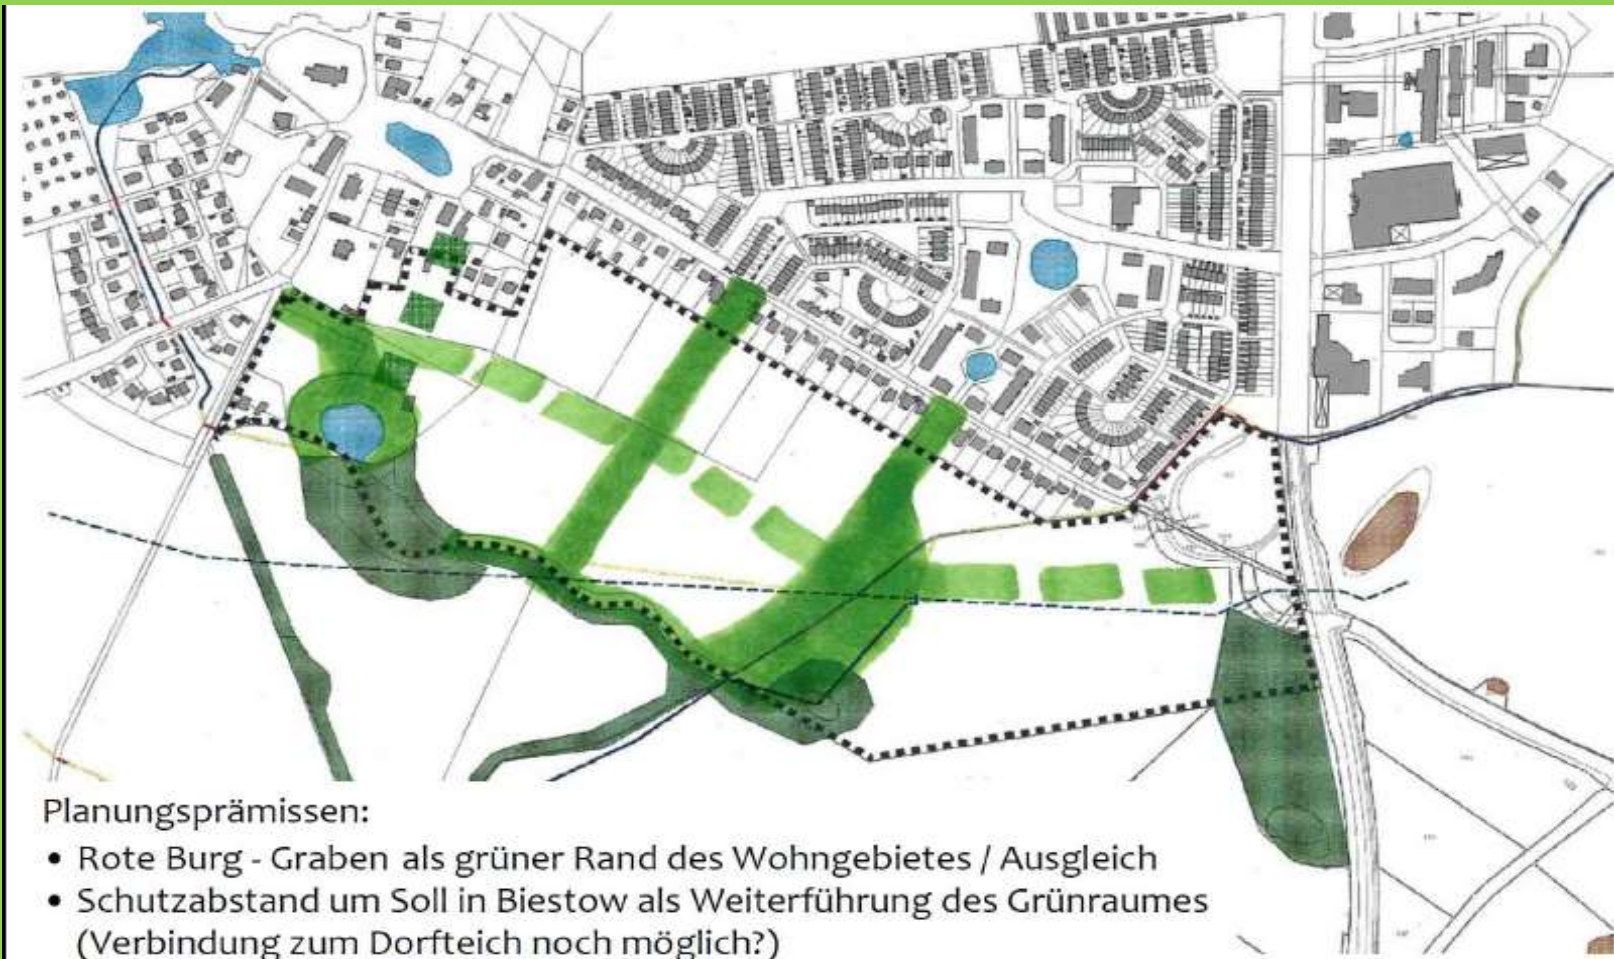 Planungsprämissen:
• Rote Burg - Graben als grüner Rand des Wohngebietes / Ausgleich
• Schutzabstand um Soll in Biestow als Weiterführung des Grünraumes
(Verbindung zum Dorfteich noch möglich?)